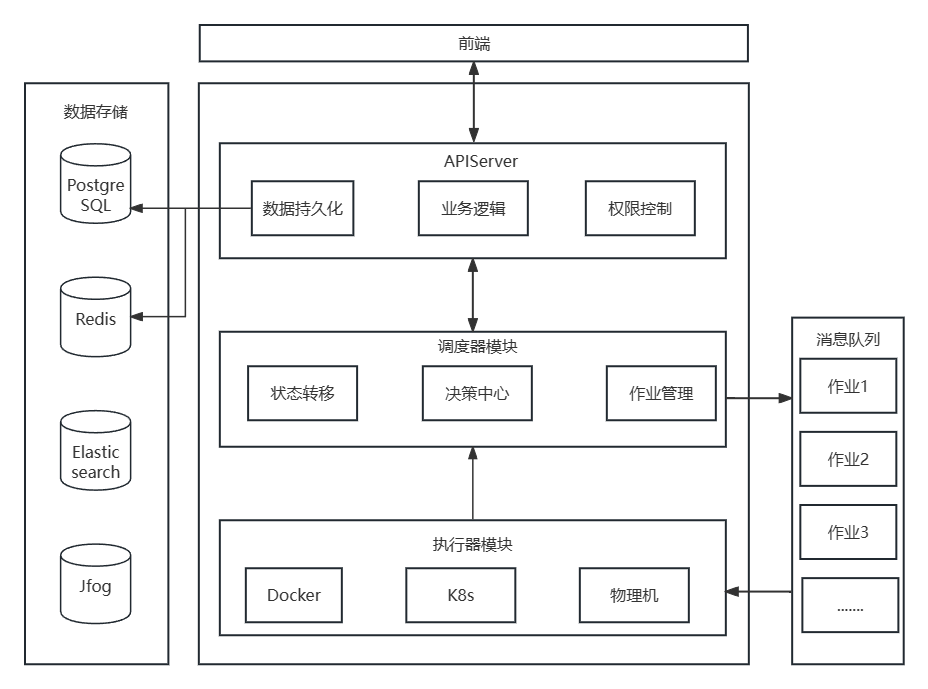 前端
数据存储
Postgre
SQL
Redis
Elastic
search
Jfog
APIServer
数据持久化
业务逻辑
权限控制
调度器模块
状态转移
决策中心
作业管理
执行器模块
Docker
K8s
物理机
消息队列
作业1
作业2
作业3
.......